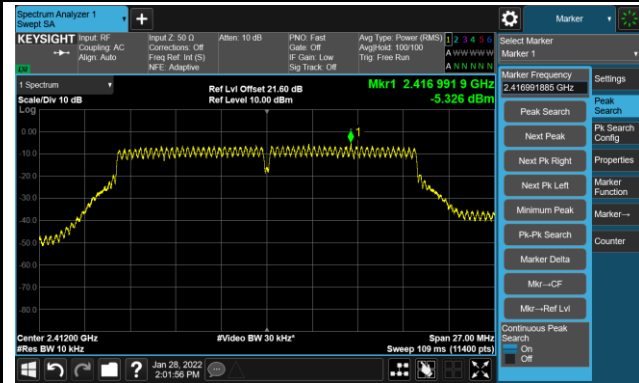 Spectrum Analyzer 1
Swept SA
Marker
KEYSIGHT
Input: RF
Coupling: AC
Align: Auto
Input Z: 50 Ω
Corrections: Off
Freq Ref: Int (S)
NFE: Adaptive
Atten: 10 dB
PNO: Fast
Gate: Off
IF Gain: Low
Sig Track: Off
Avg Type: Power (RMS)
Avg|Hold: 100/100
Trig: Free Run
1 2 3 4 5 6
A W W W W W
A N N N N N
Select Marker
Marker 1
1 Spectrum
Scale/Div 10 dB
Log
Ref Lvl Offset 21.60 dB
Ref Level 10.00 dBm
Mkr1 2.416 991 9 GHz
-5.326 dBm
1
0.00
-10.0
-20.0
-30.0
-40.0
-50.0
-60.0
-70.0
-80.0
Center 2.41200 GHz
#Res BW 10 kHz
#Video BW 30 kHz*
Span 27.00 MHz
Sweep 109 ms (11400 pts)
Marker Frequency
2.416991885 GHz
Peak Search
Next Peak
Next Pk Right
Next Pk Left
Minimum Peak
Pk-Pk Search
Marker Delta
Mkr→CF
Mkr→Ref Lvl
Continuous Peak
Search
On
Off
Settings
Peak
Search
Pk Search
Config
Properties
Marker
Function
Marker→
Counter
?
Jan 28, 2022
2:01:56 PM